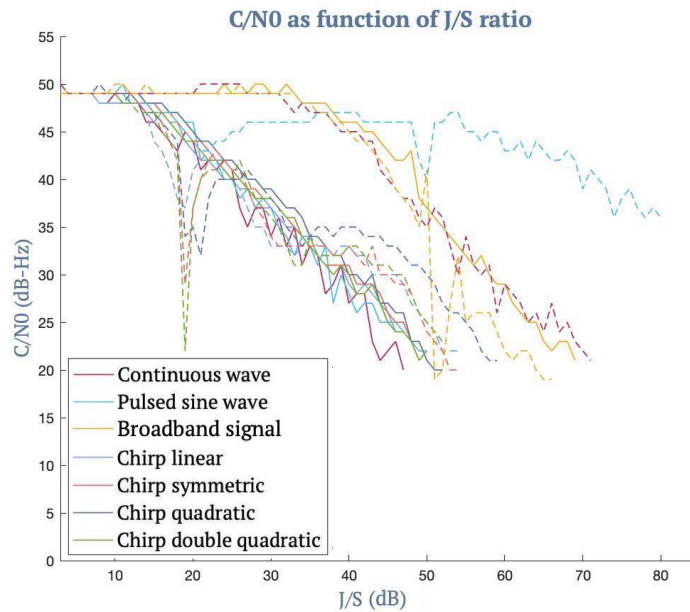 C/N0 as function of J/S ratio
55
50
45
40
35
30
25
20
15
10
5
0
C/N0 (dB-Hz)
Continuous wave
Pulsed sine wave
Broadband signal
Chirp linear
Chirp symmetric
Chirp quadratic
Chirp double quadratic
10 20 30 40 50 60 70 80
J/S (dB)